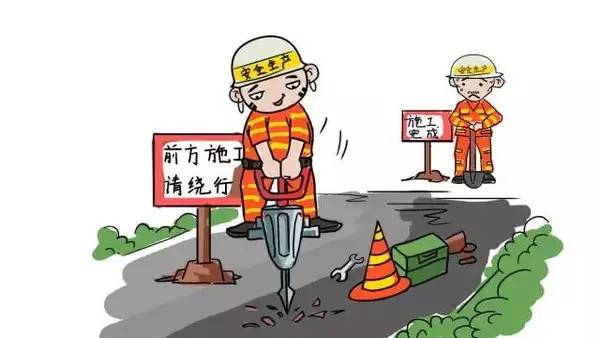 安全生产
安全生产
前方施工
请绕行
施工
完成